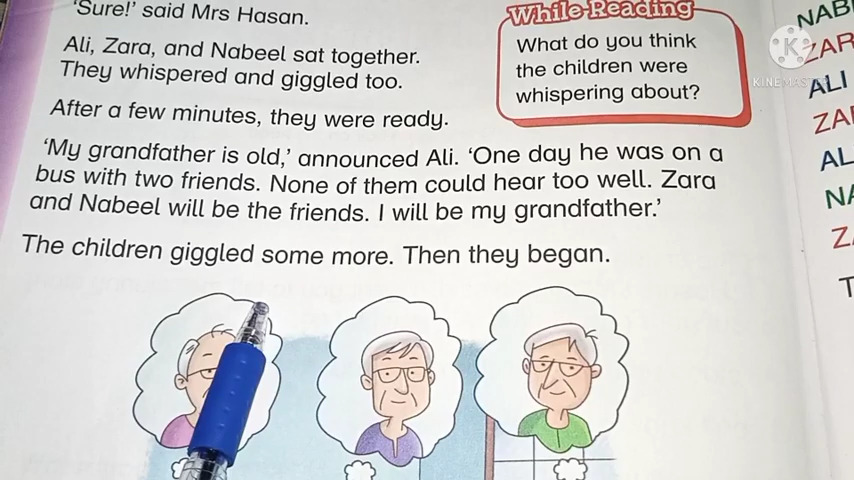 'Sure!' said Mrs Hasan.
Ali, Zara, and Nabeel sat together.
They whispered and giggled too.
After a few minutes, they were ready.
'My grandfather is old,' announced Ali. 'One day he was on a
bus with two friends. None of them could hear too well. Zara
and Nabeel will be the friends. I will be my grandfather.'
The children giggled some more. Then they began.
While-Reading
What do you think
the children were
whispering about?
ALI
K
KINEMASTER